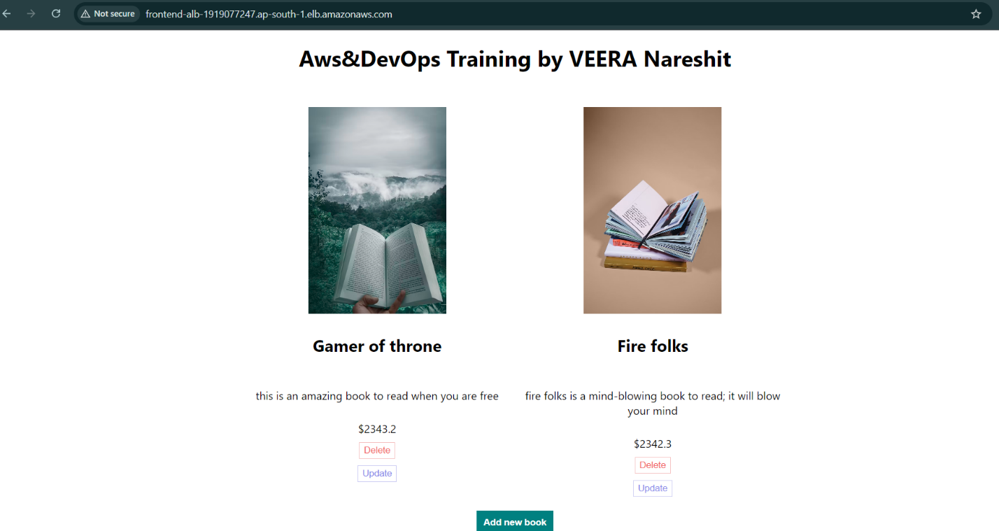 Not secure
frontend-alb-1919077247.ap-south-1.elb.amazonaws.com
Aws&DevOps Training by VEERA Nareshit
Gamer of throne
this is an amazing book to read when you are free
$2343.2
Delete
Update
Fire folks
fire folks is a mind-blowing book to read; it will blow
your mind
$2342.3
Delete
Update
Add new book